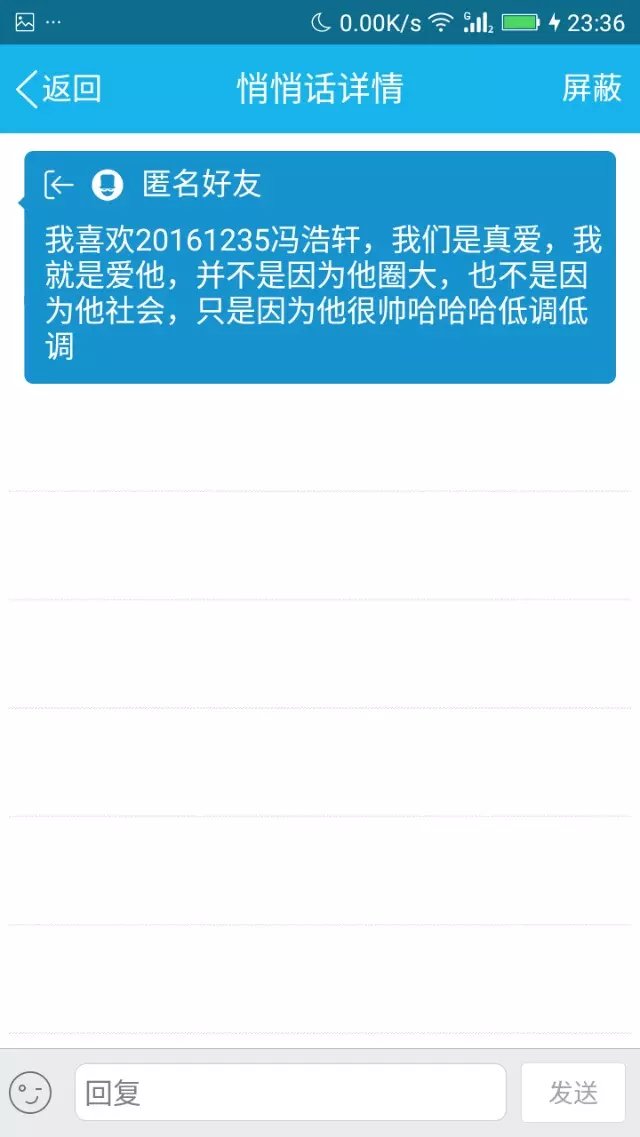 0.00K/s G 2 23:36
返回 悄悄话详情 屏蔽
匿名好友
我喜欢20161235冯浩轩，我们是真爱，我
就是爱他，并不是因为他圈大，也不是因
为他社会，只是因为他很帅哈哈哈低调低
调
回复 发送